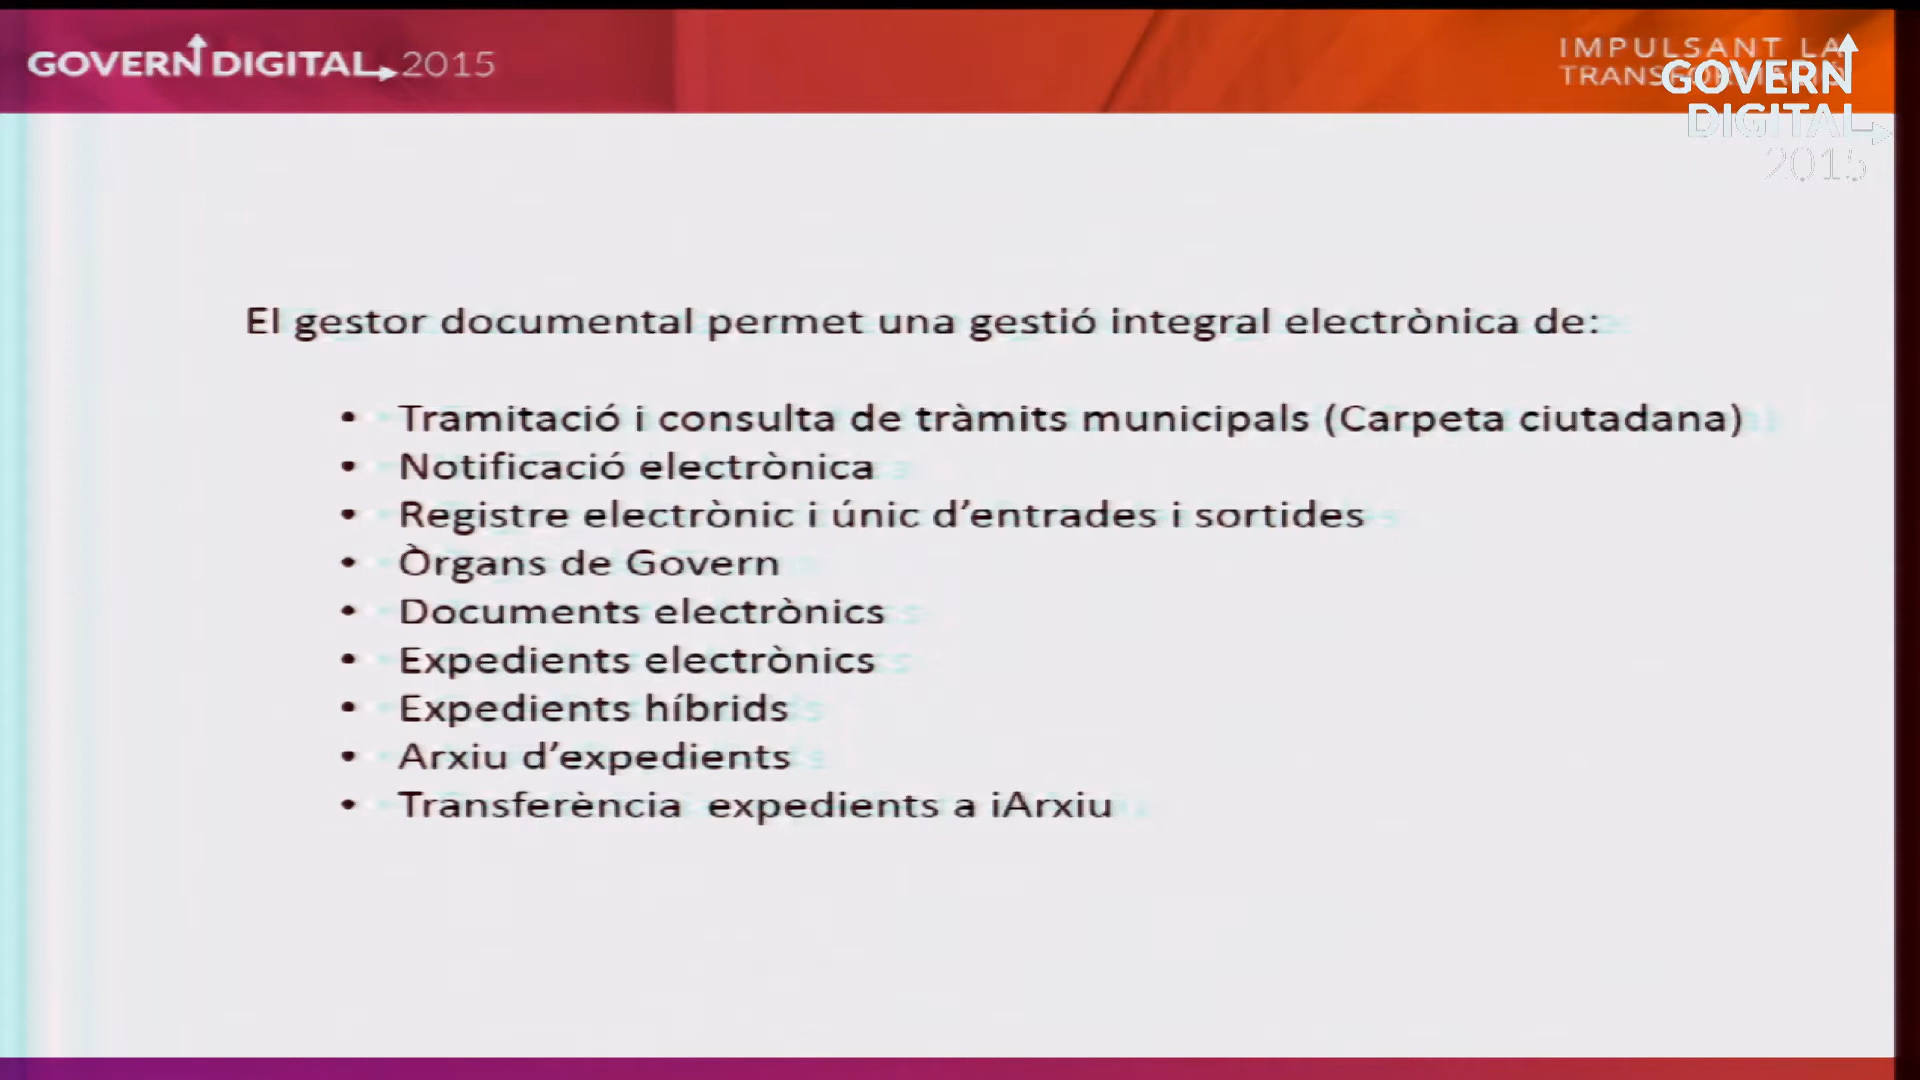 GOVERN DIGITAL 2015
IMPULSANT LA
GOVERN
DIGITAL
2015
El gestor documental permet una gestió integral electrònica de:
• Tramitació i consulta de tràmits municipals (Carpeta ciutadana)
• Notificació electrònica
• Registre electrònic i únic d’entrades i sortides
• Òrgans de Govern
• Documents electrònics
• Expedients electrònics
• Expedients híbrids
• Arxiu d’expedients
• Transferència expedients a iArxiu